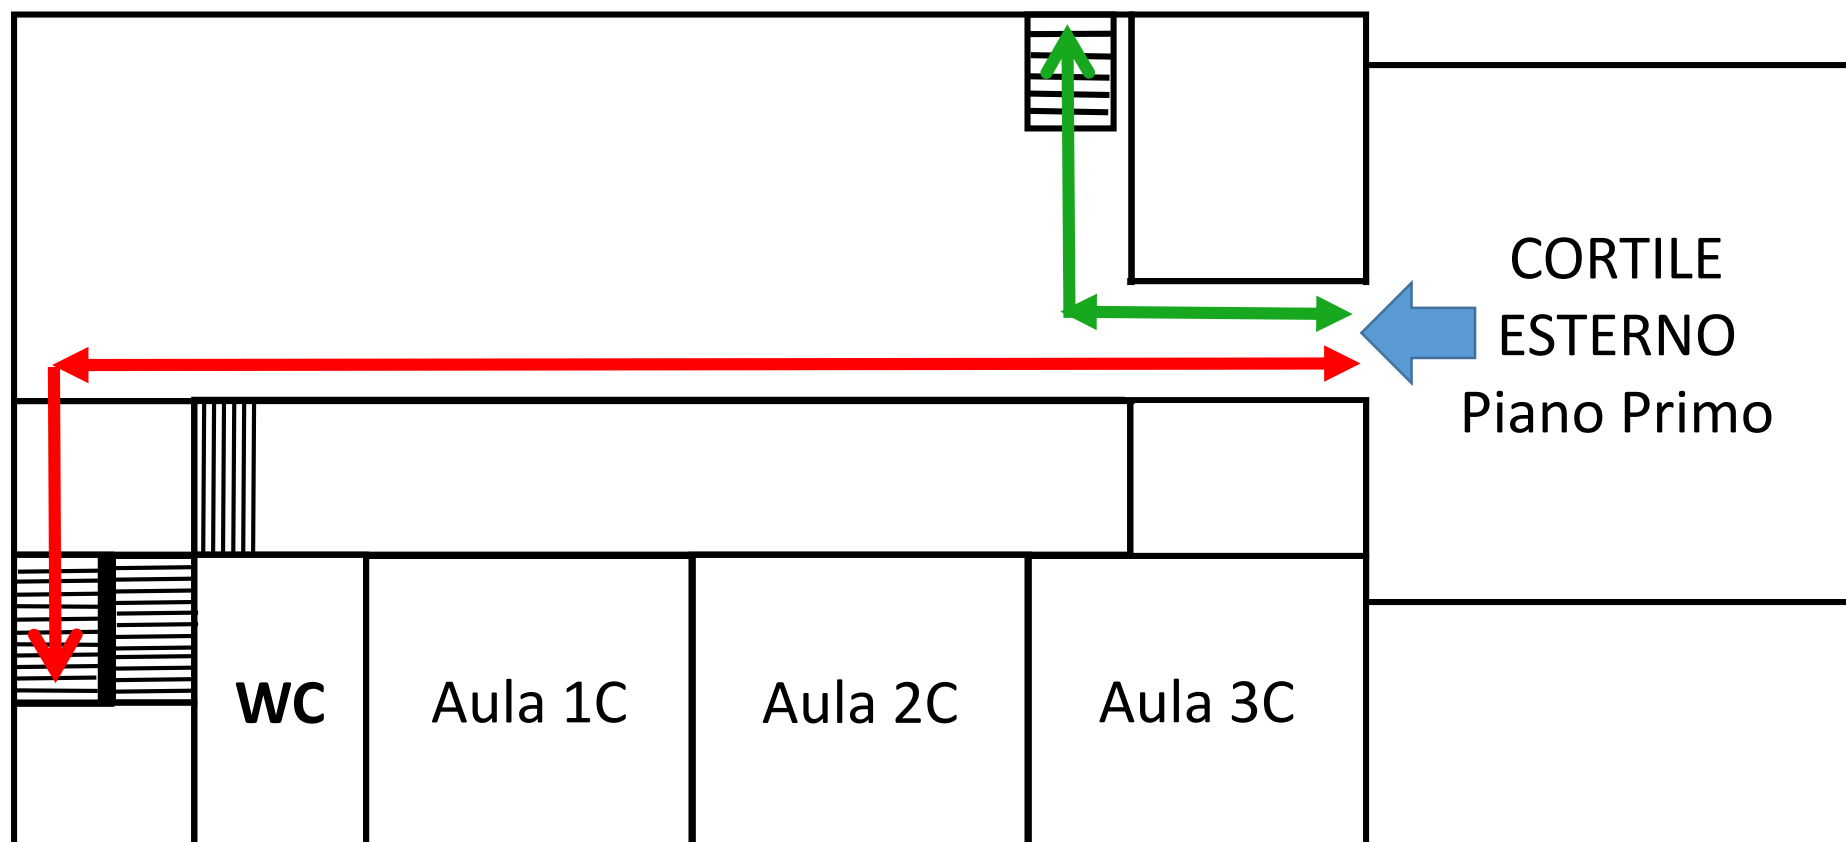 CORTILE
ESTERNO
Piano Primo
WC
Aula 1C
Aula 2C
Aula 3C